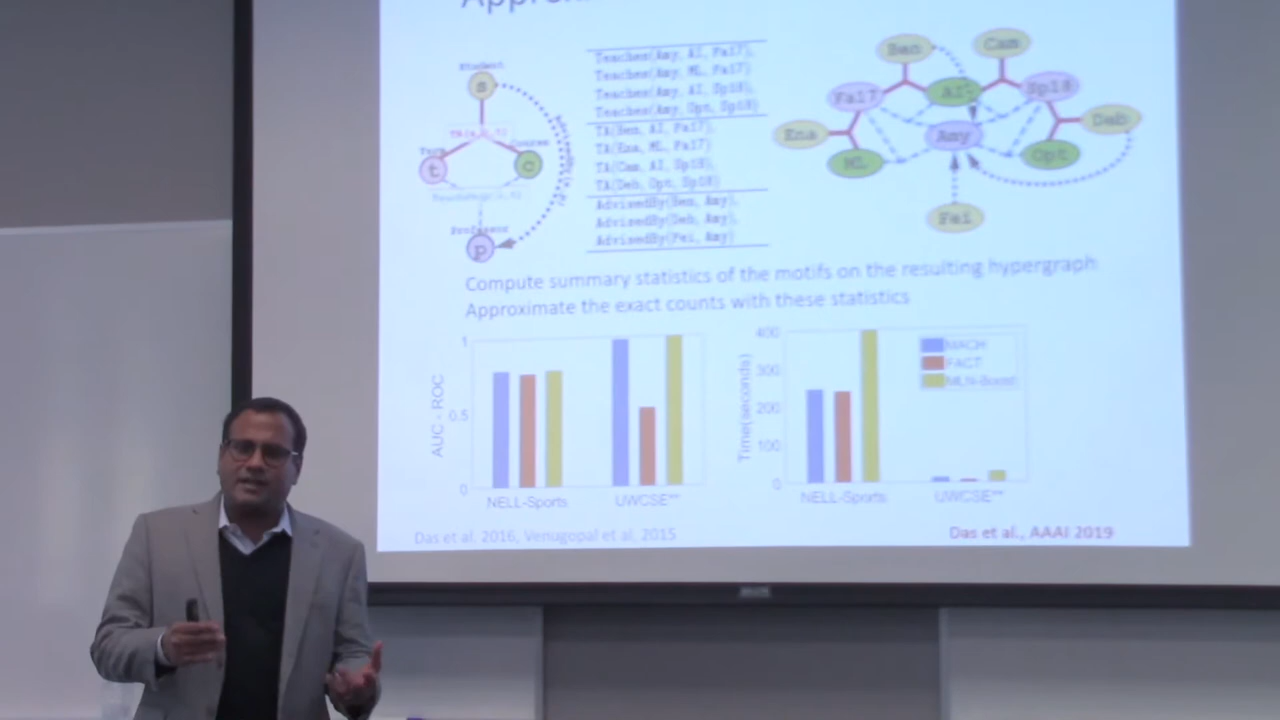 Student
s
t
c
Professor
p
Teaches(Amy, AI, Fa17),
Teaches(Amy, ML, Fa17)
Teaches(Amy, AI, Sp18),
Teaches(Amy, Opt, Sp18)
TA(Ben, AI, Fa17),
TA(Ena, ML, Fa17)
TA(Cam, AI, Sp18),
TA(Deb, Opt, Sp18)
AdvisedBy(Ben, Amy),
AdvisedBy(Deb, Amy),
AdvisedBy(Fei, Amy)
Ben
Cam
Fa17
AI
Sp18
Ena
Amy
Deb
ML
Opt
Fei
Compute summary statistics of the motifs on the resulting hypergraph
Approximate the exact counts with these statistics
AUC - ROC
1
0.5
0
NELL-Sports
UWCSE**
Time(seconds)
400
300
200
100
0
MACH
FACT
MLN-Boost
NELL-Sports
UWCSE**
Das et al. 2016, Venugopal et al. 2015
Das et al., AAAI 2019